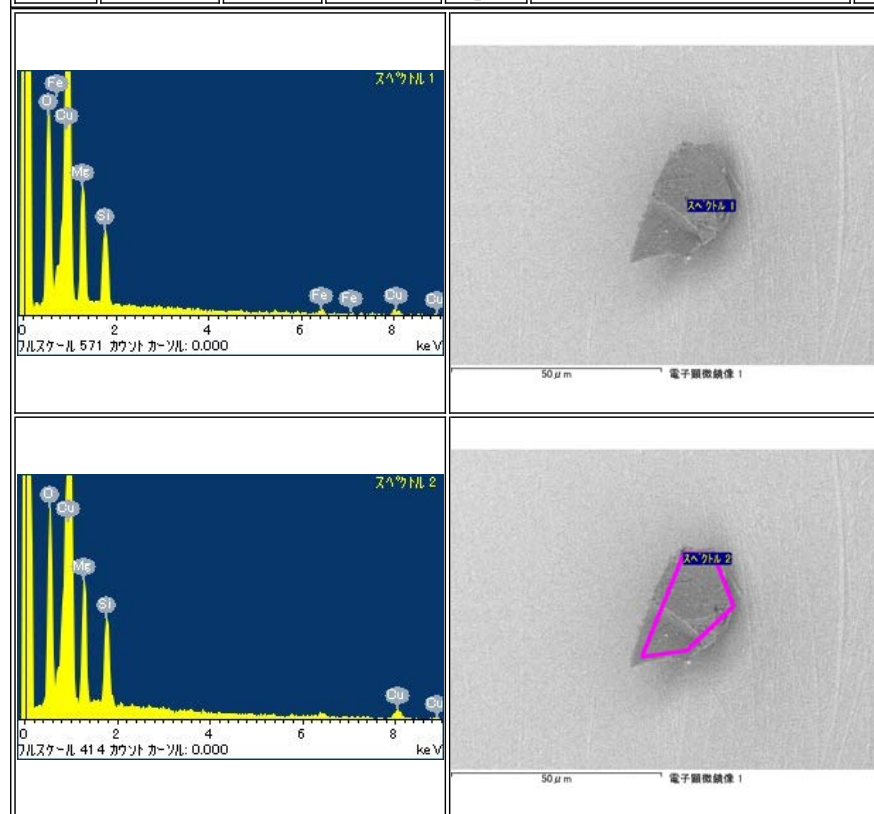 スペクトル 1
Fe
O
Cu
Mg
Si
Fe
Fe
Cu
Cu
0 2 4 6 8
フルスケール 571 カウント カーソル: 0.000 keV
スペクトル 1
50μm 電子顕微鏡像 1
スペクトル 2
O
Cu
Mg
Si
Cu
Cu
0 2 4 6 8
フルスケール 414 カウント カーソル: 0.000 keV
スペクトル 2
50μm 電子顕微鏡像 1